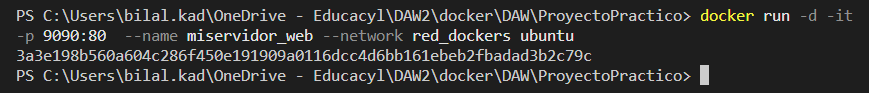 PS C:\Users\bilal.kad\OneDrive - Educacyl\DAW2\docker\DAW\ProyectoPractico> docker run -d -it
-p 9090:80  --name miservidor_web --network red_dockers ubuntu
3a3e198b560a604c286f450e191909a0116dcc4d6bb161ebeb2fbadad3b2c79c
PS C:\Users\bilal.kad\OneDrive - Educacyl\DAW2\docker\DAW\ProyectoPractico>